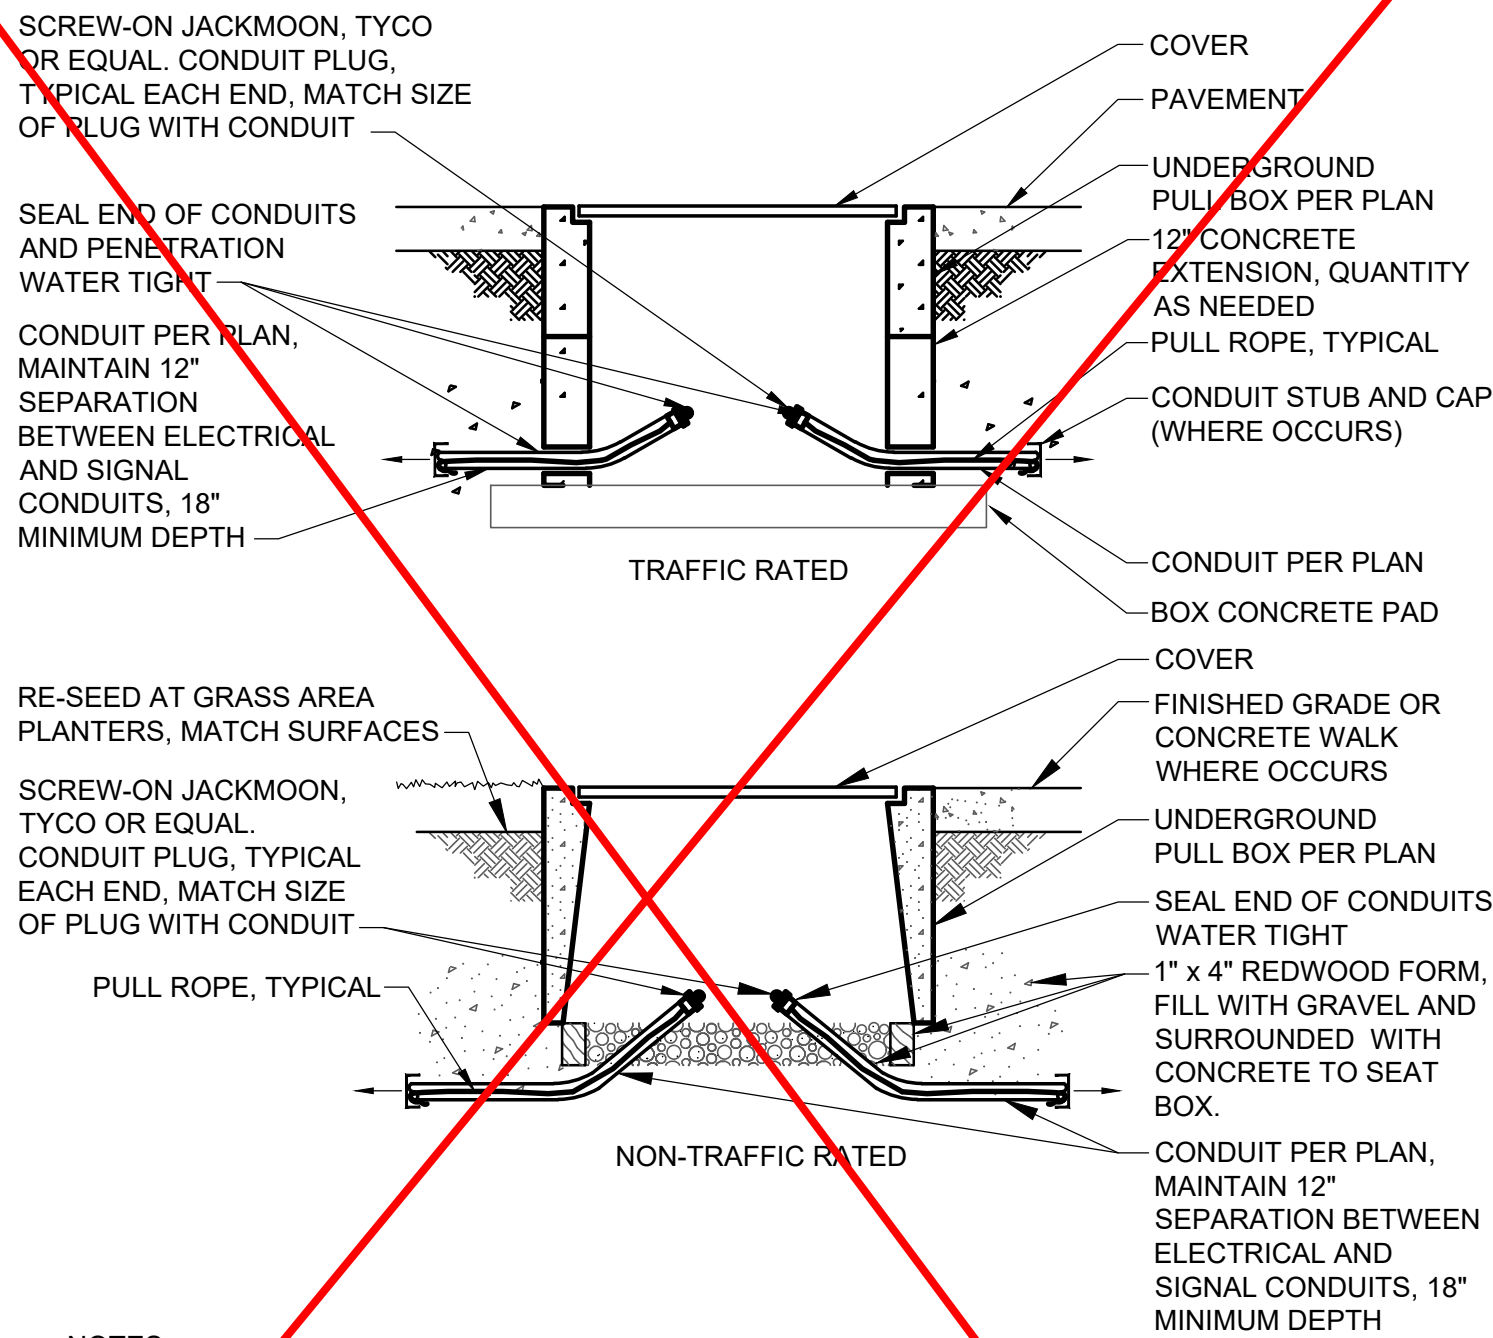 SCREW-ON JACKMOON, TYCO
OR EQUAL. CONDUIT PLUG,
TYPICAL EACH END, MATCH SIZE
OF PLUG WITH CONDUIT
SEAL END OF CONDUITS
AND PENETRATION
WATER TIGHT
CONDUIT PER PLAN,
MAINTAIN 12"
SEPARATION
BETWEEN ELECTRICAL
AND SIGNAL
CONDUITS, 18"
MINIMUM DEPTH
COVER
PAVEMENT
UNDERGROUND
PULL BOX PER PLAN
12" CONCRETE
EXTENSION, QUANTITY
AS NEEDED
PULL ROPE, TYPICAL
CONDUIT STUB AND CAP
(WHERE OCCURS)
CONDUIT PER PLAN
BOX CONCRETE PAD
TRAFFIC RATED
RE-SEED AT GRASS AREA
PLANTERS, MATCH SURFACES
SCREW-ON JACKMOON,
TYCO OR EQUAL.
CONDUIT PLUG, TYPICAL
EACH END, MATCH SIZE
OF PLUG WITH CONDUIT
PULL ROPE, TYPICAL
COVER
FINISHED GRADE OR
CONCRETE WALK
WHERE OCCURS
UNDERGROUND
PULL BOX PER PLAN
SEAL END OF CONDUITS
WATER TIGHT
1" x 4" REDWOOD FORM,
FILL WITH GRAVEL AND
SURROUNDED WITH
CONCRETE TO SEAT
BOX.
CONDUIT PER PLAN,
MAINTAIN 12"
SEPARATION BETWEEN
ELECTRICAL AND
SIGNAL CONDUITS, 18"
MINIMUM DEPTH
NON-TRAFFIC RATED
NOTES